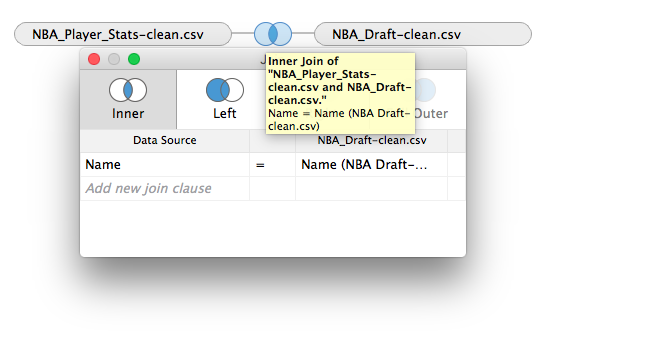 NBA_Player_Stats-clean.csv
NBA_Draft-clean.csv
Inner Join of
"NBA_Player_Stats-
clean.csv and NBA_Draft-
clean.csv."
Name = Name (NBA Draft-
clean.csv)
Inner
Left
Outer
Data Source
NBA_Draft-clean.csv
Name
=
Name (NBA Draft-...
Add new join clause